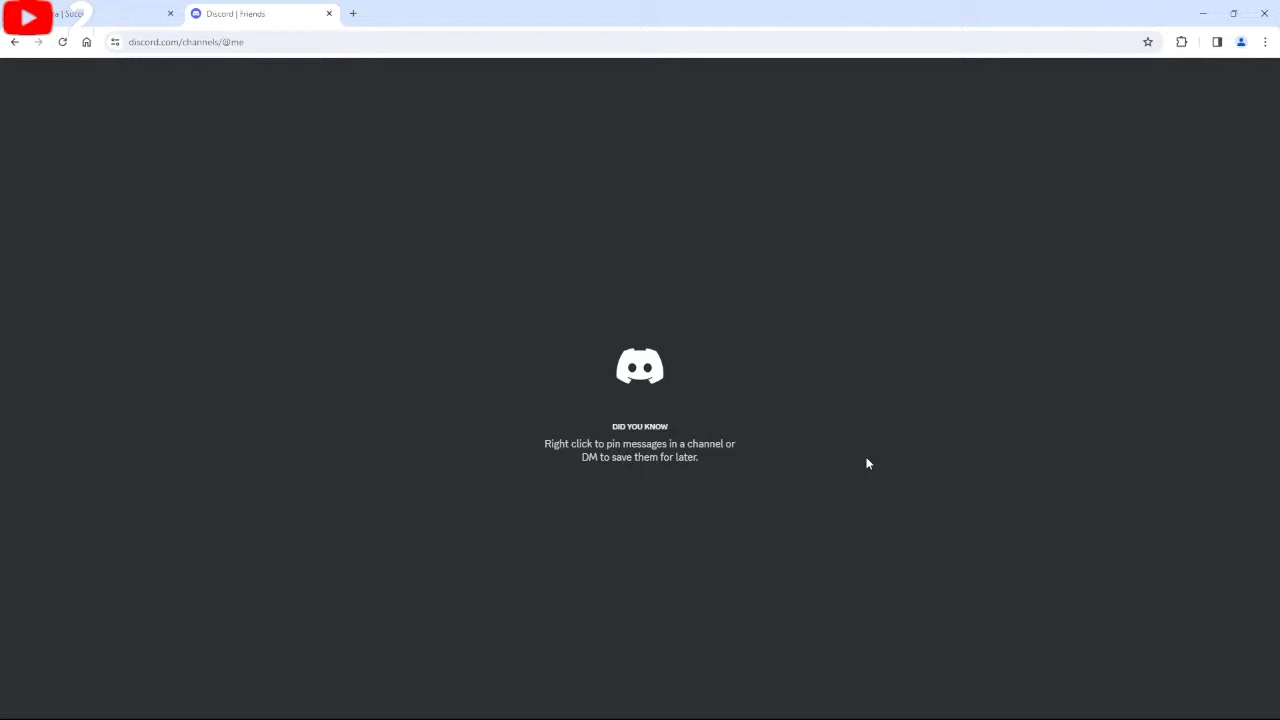 Discord | Friends
discord.com/channels/@me
DID YOU KNOW
Right click to pin messages in a channel or
DM to save them for later.